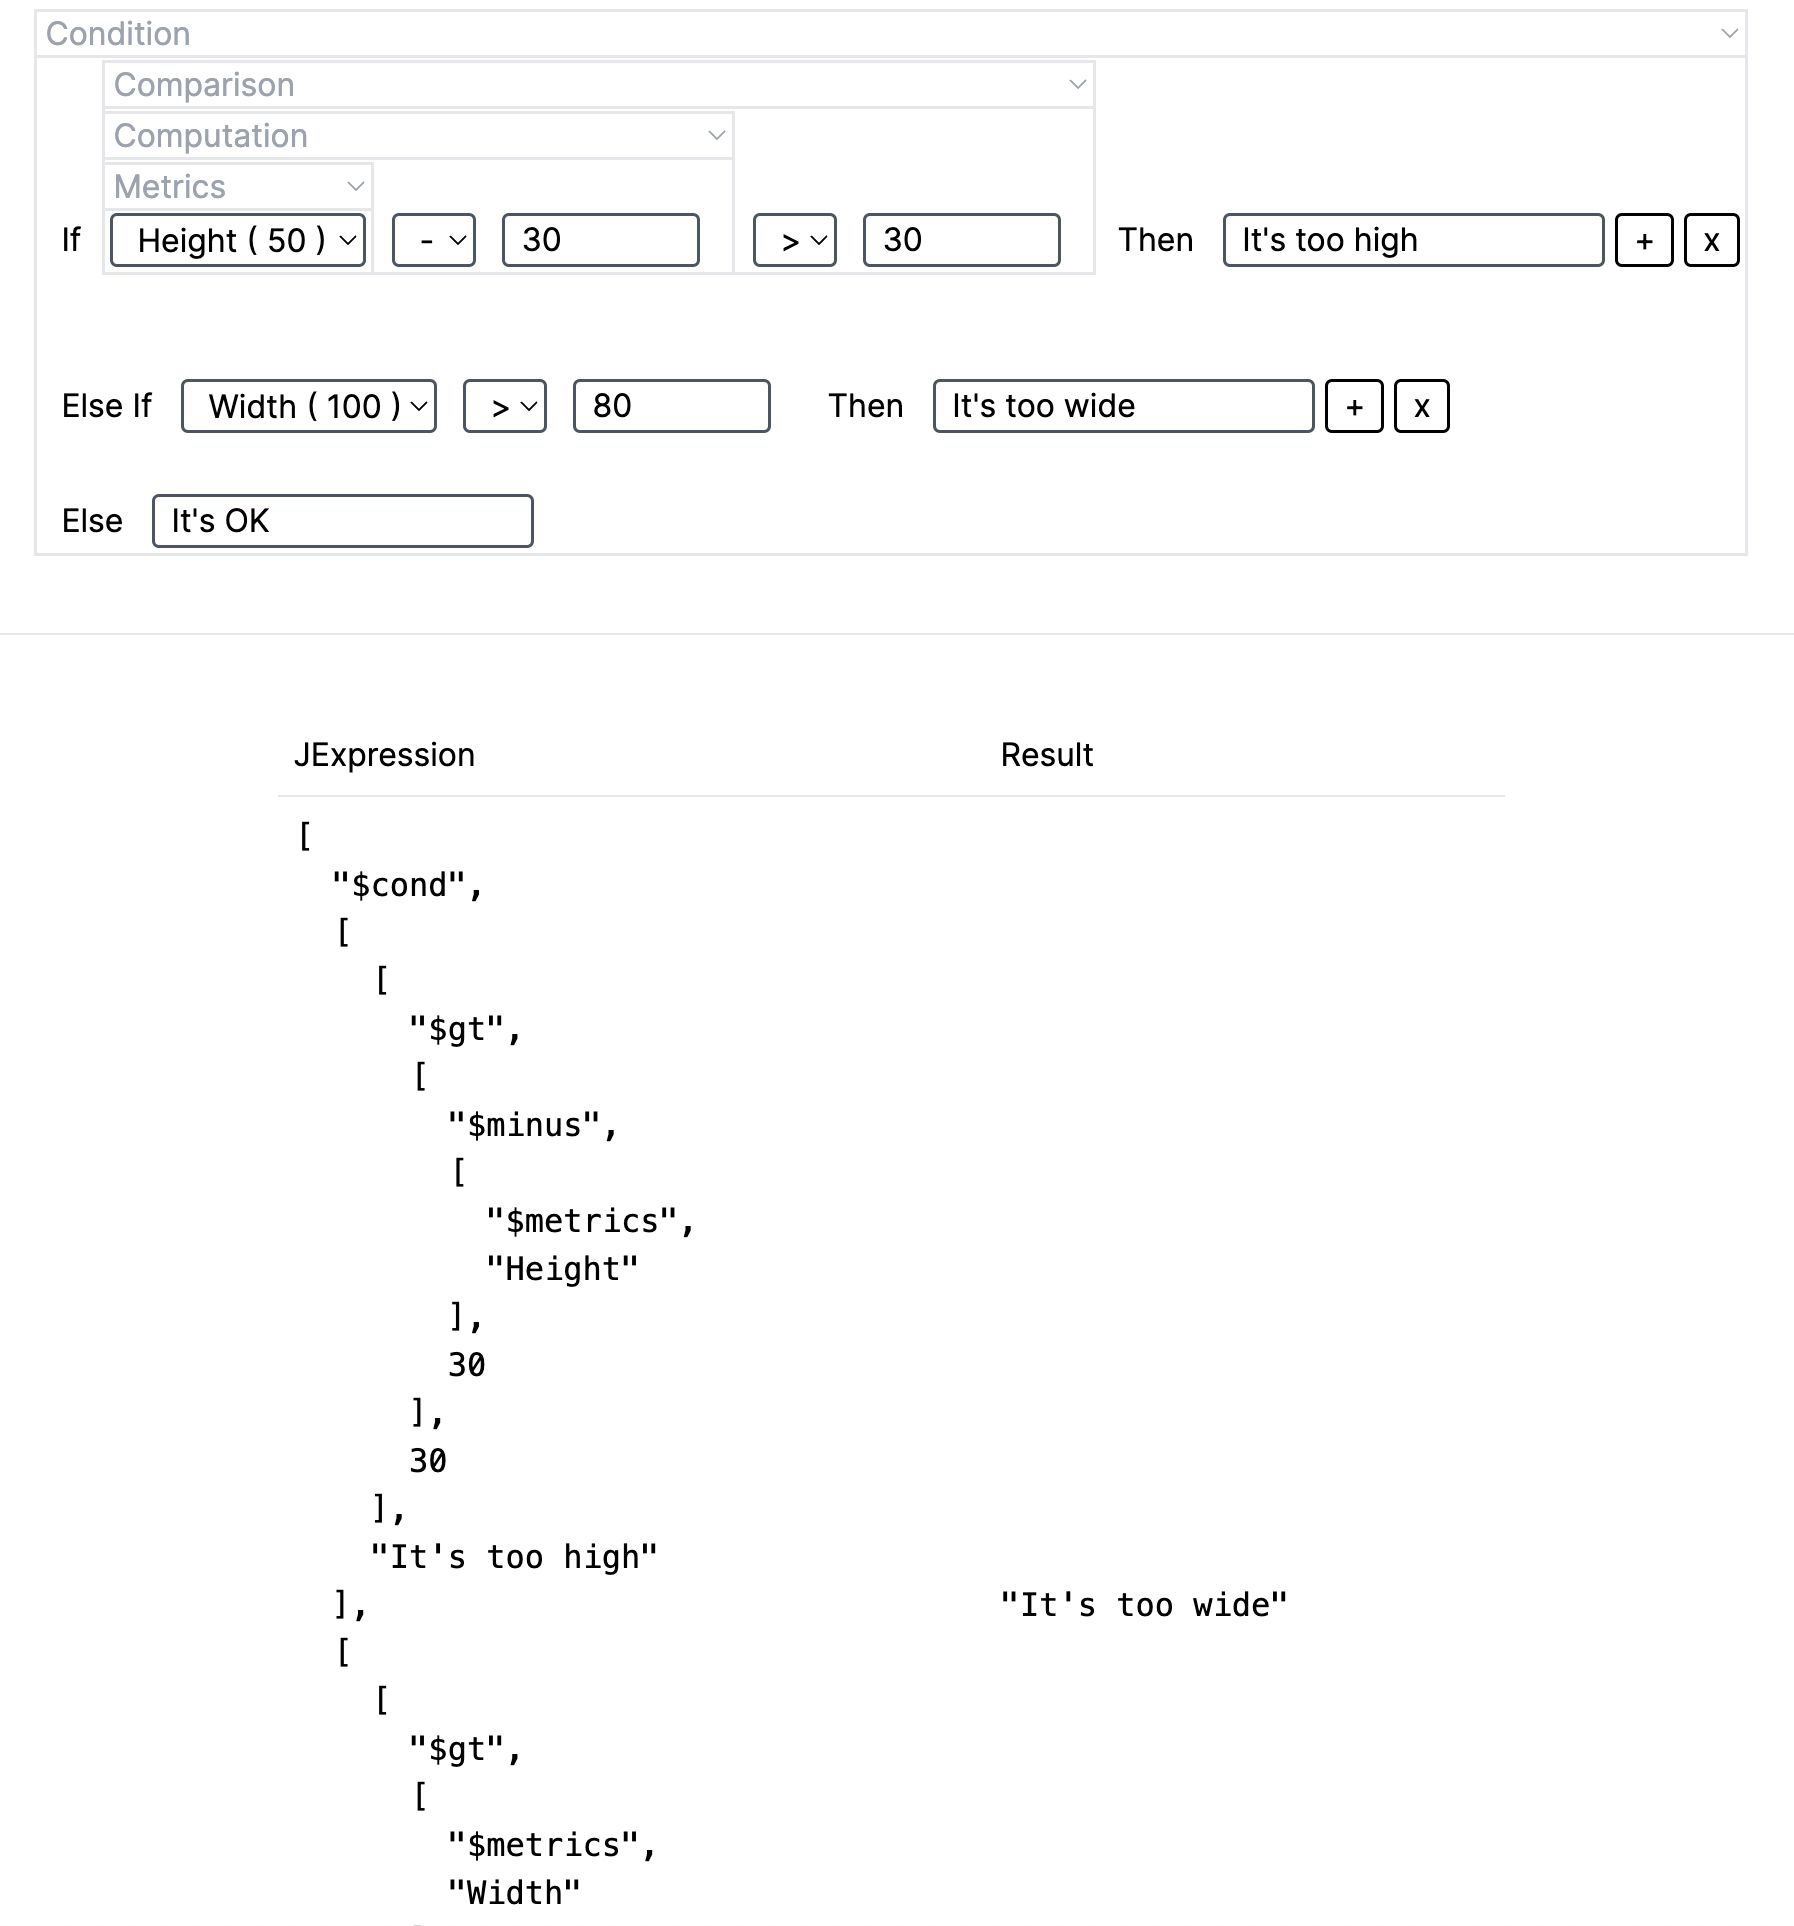 Condition
Comparison
Computation
Metrics
If Height ( 50 ) - 30 > 30 Then It's too high + x
Else If Width ( 100 ) > 80 Then It's too wide + x
Else It's OK
JExpression Result
[
"$cond",
[
[
"$gt",
[
"$minus",
[
"$metrics",
"Height"
],
30
],
30
],
"It's too high"
], "It's too wide"
[
[
"$gt",
[
"$metrics",
"Width"